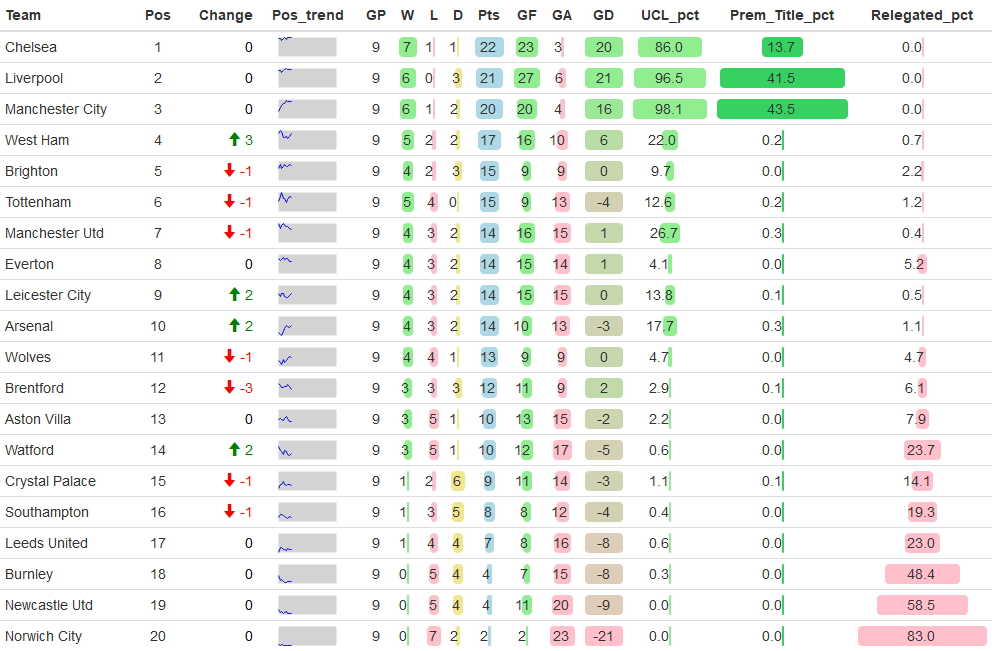 Team Pos Change Pos_trend GP W L D Pts GF GA GD UCL_pct Prem_Title_pct Relegated_pct
Chelsea 1 0 9 7 1 1 22 23 3 20 86.0 13.7 0.0
Liverpool 2 0 9 6 0 3 21 27 6 21 96.5 41.5 0.0
Manchester City 3 0 9 6 1 2 20 20 4 16 98.1 43.5 0.0
West Ham 4 3 9 5 2 2 17 16 10 6 22.0 0.2 0.7
Brighton 5 -1 9 4 2 3 15 9 9 0 9.7 0.0 2.2
Tottenham 6 -1 9 5 4 0 15 9 13 -4 12.6 0.2 1.2
Manchester Utd 7 -1 9 4 3 2 14 16 15 1 26.7 0.3 0.4
Everton 8 0 9 4 3 2 14 15 14 1 4.1 0.0 5.2
Leicester City 9 2 9 4 3 2 14 15 15 0 13.8 0.1 0.5
Arsenal 10 2 9 4 3 2 14 10 13 -3 17.7 0.3 1.1
Wolves 11 -1 9 4 4 1 13 9 9 0 4.7 0.0 4.7
Brentford 12 -3 9 3 3 3 12 11 9 2 2.9 0.1 6.1
Aston Villa 13 0 9 3 5 1 10 13 15 -2 2.2 0.0 7.9
Watford 14 2 9 3 5 1 10 12 17 -5 0.6 0.0 23.7
Crystal Palace 15 -1 9 1 2 6 9 11 14 -3 1.1 0.1 14.1
Southampton 16 -1 9 1 3 5 8 8 12 -4 0.4 0.0 19.3
Leeds United 17 0 9 1 4 4 7 8 16 -8 0.6 0.0 23.0
Burnley 18 0 9 0 5 4 4 7 15 -8 0.3 0.0 48.4
Newcastle Utd 19 0 9 0 5 4 4 11 20 -9 0.0 0.0 58.5
Norwich City 20 0 9 0 7 2 2 2 23 -21 0.0 0.0 83.0